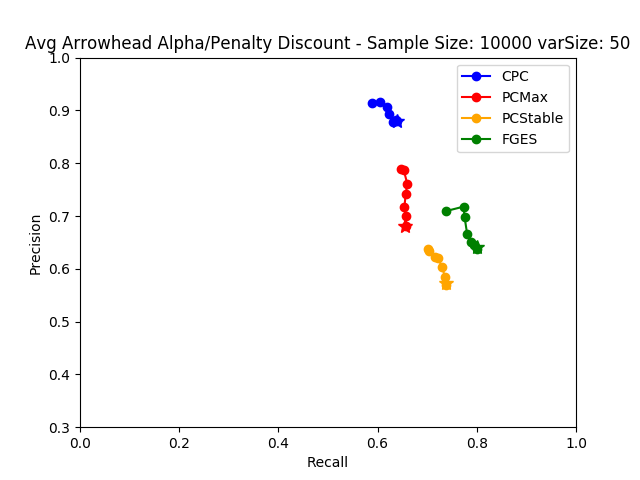 Avg Arrowhead Alpha/Penalty Discount - Sample Size: 10000 varSize: 50
1.0
0.9
0.8
0.7
0.6
0.5
0.4
0.3
Precision
CPC
PCMax
PCStable
FGES
0.0 0.2 0.4 0.6 0.8 1.0
Recall